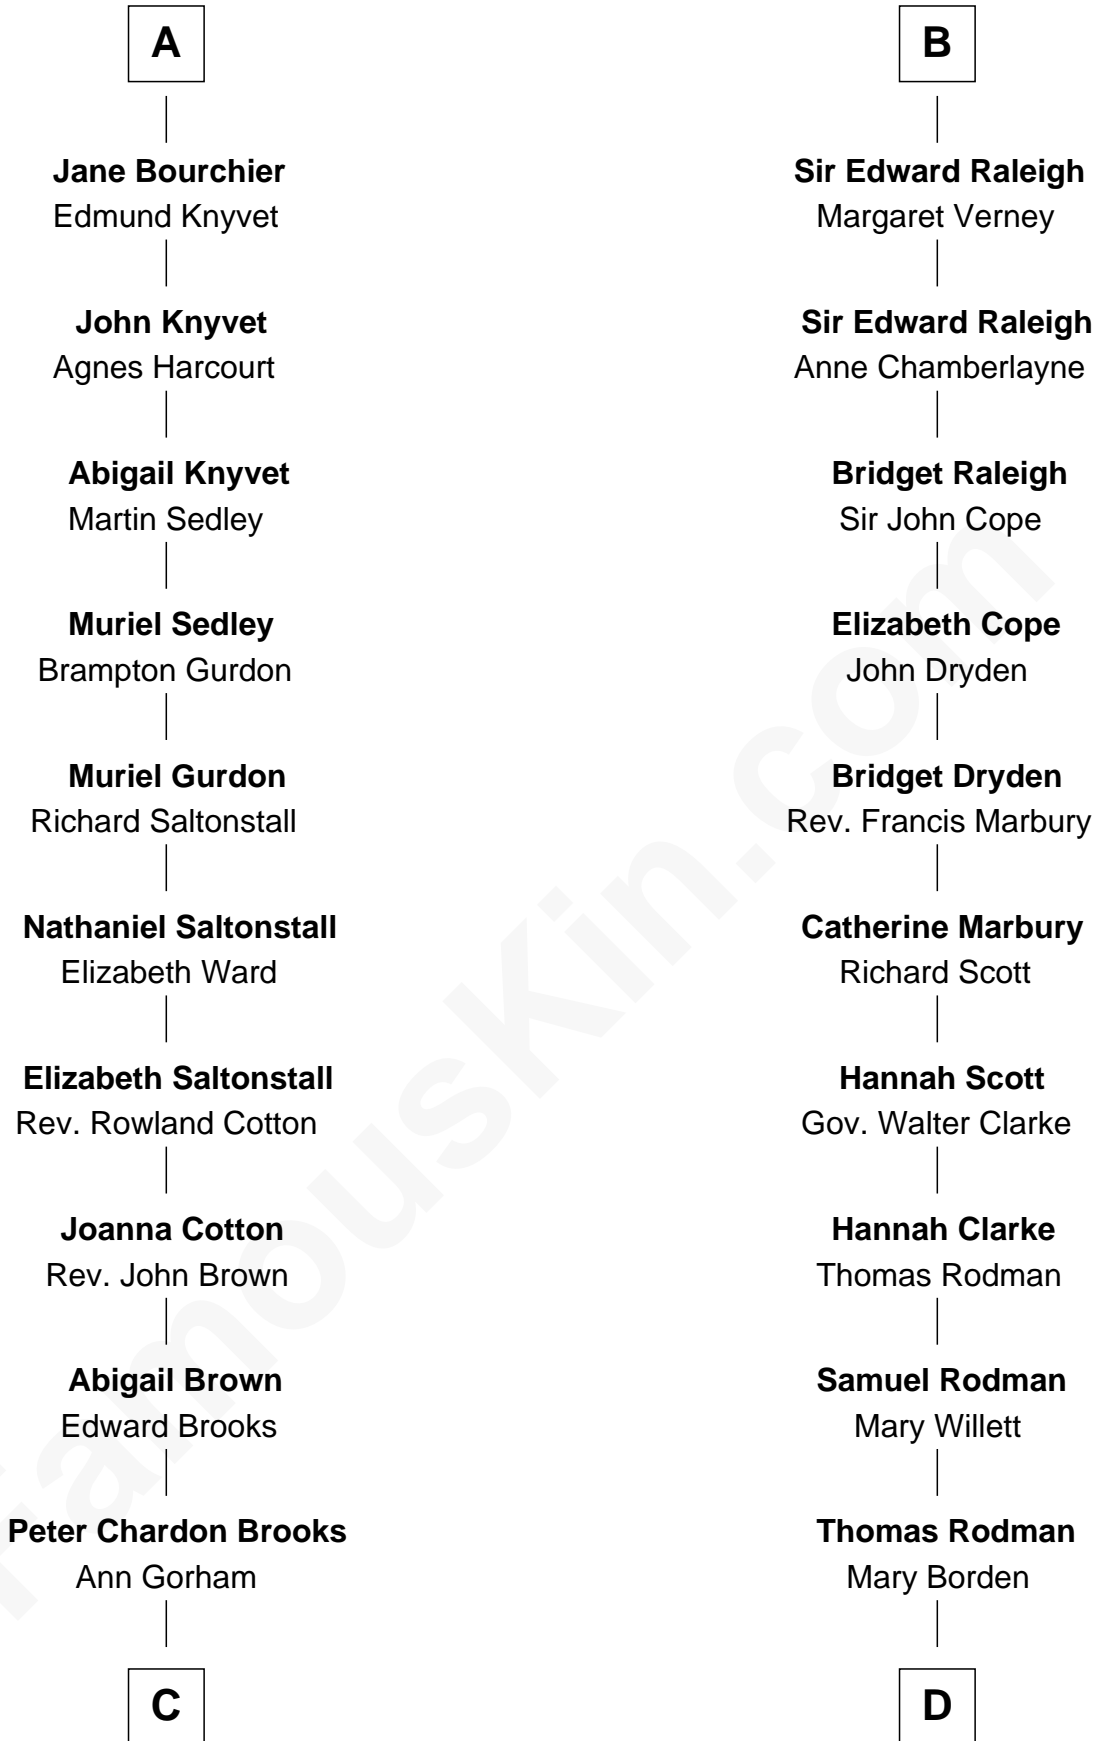 A
Jane Bourchier
Edmund Knyvet
John Knyvet
Agnes Harcourt
Abigail Knyvet
Martin Sedley
Muriel Sedley
Brampton Gurdon
Muriel Gurdon
Richard Saltonstall
Nathaniel Saltonstall
Elizabeth Ward
Elizabeth Saltonstall
Rev. Rowland Cotton
Joanna Cotton
Rev. John Brown
Abigail Brown
Edward Brooks
Peter Chardon Brooks
Ann Gorham
C
B
Sir Edward Raleigh
Margaret Verney
Sir Edward Raleigh
Anne Chamberlayne
Bridget Raleigh
Sir John Cope
Elizabeth Cope
John Dryden
Bridget Dryden
Rev. Francis Marbury
Catherine Marbury
Richard Scott
Hannah Scott
Gov. Walter Clarke
Hannah Clarke
Thomas Rodman
Samuel Rodman
Mary Willett
Thomas Rodman
Mary Borden
D
FamousKin.com